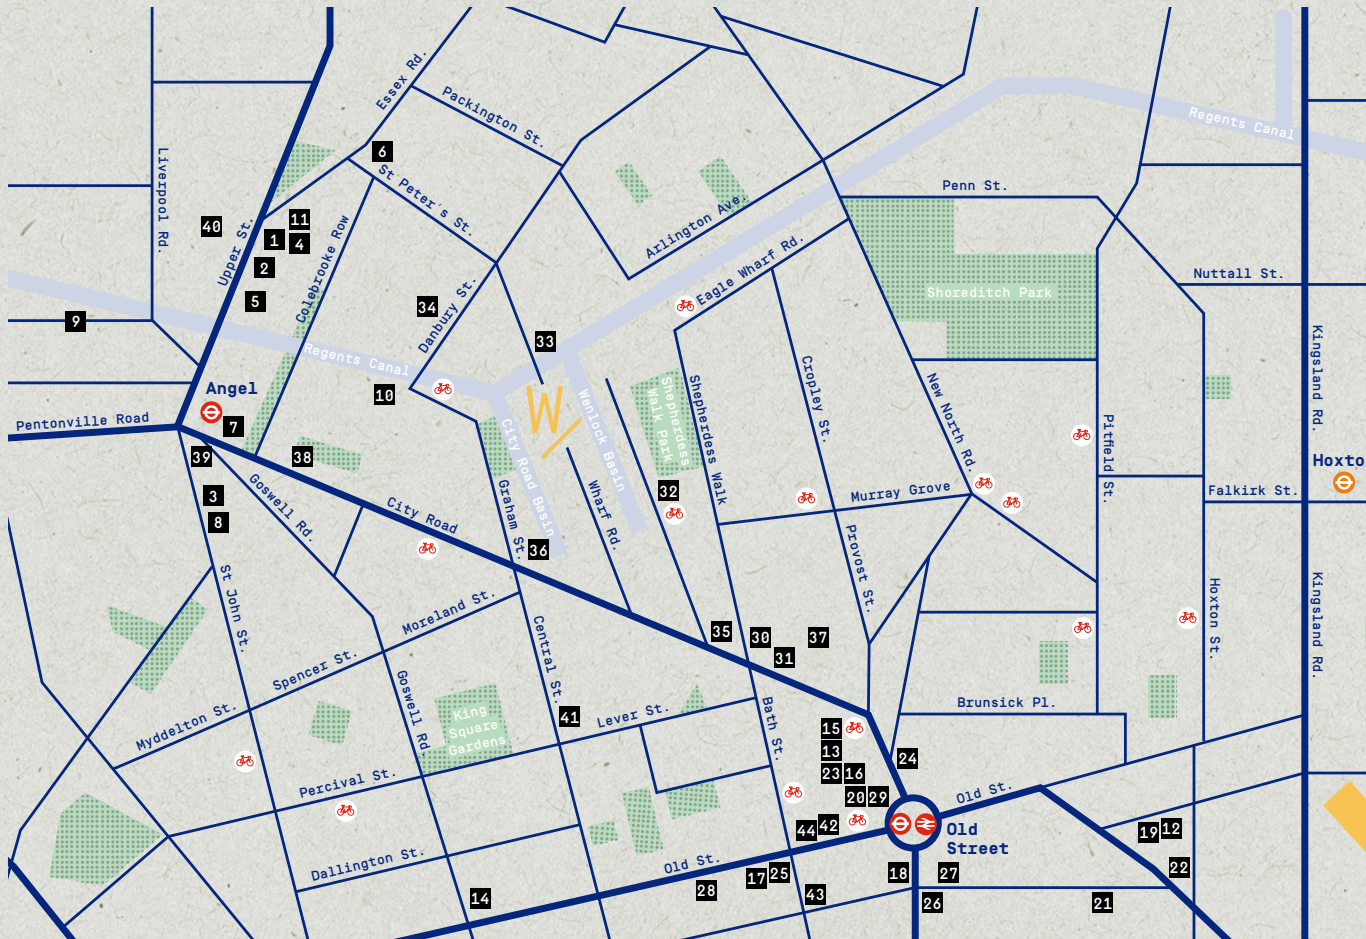 Essex Rd.
Packington St.
Regents Canal
Liverpool Rd.
6
St Peter's St.
Penn St.
40
11
Upper St.
1
4
Colebrooke Row
Arlington Ave.
2
Eagle Wharf Rd.
Nuttall St.
5
34
Danbury St.
Shoreditch Park
9
33
Regents Canal
Kingsland Rd.
Angel
10
W
Wenlock Basin
Shepherdess
Walk Park
Shepherdess Walk
Cropley St.
New North Rd.
Pentonville Road
7
City Road Basin
Pitfield St.
39
38
Hoxto
3
Goswell Rd.
City Road
Graham St.
Wharf Rd.
32
Murray Grove
Falkirk St.
8
36
Provost St.
St John St.
Moreland St.
Central St.
Hoxton St.
Kingsland Rd.
35
30
37
31
Spencer St.
Goswell Rd.
King
Square
Gardens
41
Lever St.
Bath St.
Brunsick Pl.
Myddelton St.
15
13
24
Percival St.
23
16
20
29
Old St.
44
42
Old
Street
19
12
Dallington St.
Old St.
22
28
17
25
18
27
14
43
26
21